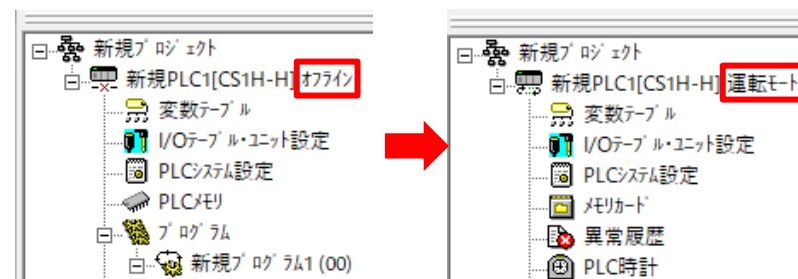 新規ﾌﾟﾛｼﾞｪｸﾄ
新規PLC1[CS1H-H] ｵﾌﾗｲﾝ
変数ﾃｰﾌﾞﾙ
I/Oﾃｰﾌﾞﾙ･ﾕﾆｯﾄ設定
PLCｼｽﾃﾑ設定
PLCﾒﾓﾘ
ﾌﾟﾛｸﾞﾗﾑ
新規ﾌﾟﾛｸﾞﾗﾑ1 (00)
新規ﾌﾟﾛｼﾞｪｸﾄ
新規PLC1[CS1H-H] 運転ﾓｰﾄﾞ
変数ﾃｰﾌﾞﾙ
I/Oﾃｰﾌﾞﾙ･ﾕﾆｯﾄ設定
PLCｼｽﾃﾑ設定
ﾒﾓﾘｶｰﾄﾞ
異常履歴
PLC時計